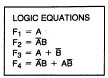 LOGIC EQUATIONS
F₁ = A
F₂ = A̅B̅
F₃ = A + B̅
F₄ = A̅B + AB̅